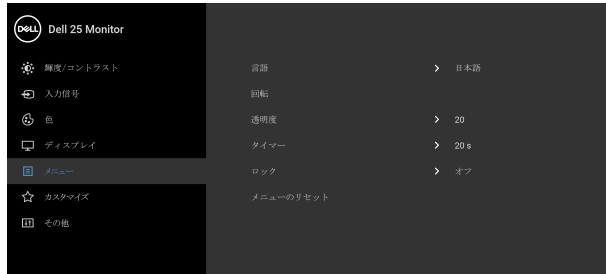 DELL Dell 25 Monitor
輝度/コントラスト
入力信号
色
ディスプレイ
メニュー
カスタマイズ
その他
言語 日本語
回転
透明度 20
タイマー 20 s
ロック オフ
メニューのリセット